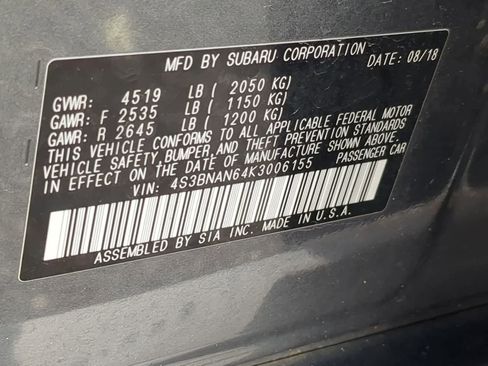 MFD BY SUBARU CORPORATION
DATE: 08/18
GVWR: 4519 LB ( 2050 KG)
GAWR: F 2535 LB ( 1150 KG)
GAWR: R 2645 LB ( 1200 KG)
THIS VEHICLE CONFORMS TO ALL APPLICABLE FEDERAL MOTOR
VEHICLE SAFETY, BUMPER, AND THEFT PREVENTION STANDARDS
IN EFFECT ON THE DATE OF MANUFACTURE SHOWN ABOVE.
VIN: 4S3BNAN64K3006155 PASSENGER CAR
ASSEMBLED BY SIA INC. MADE IN U.S.A.